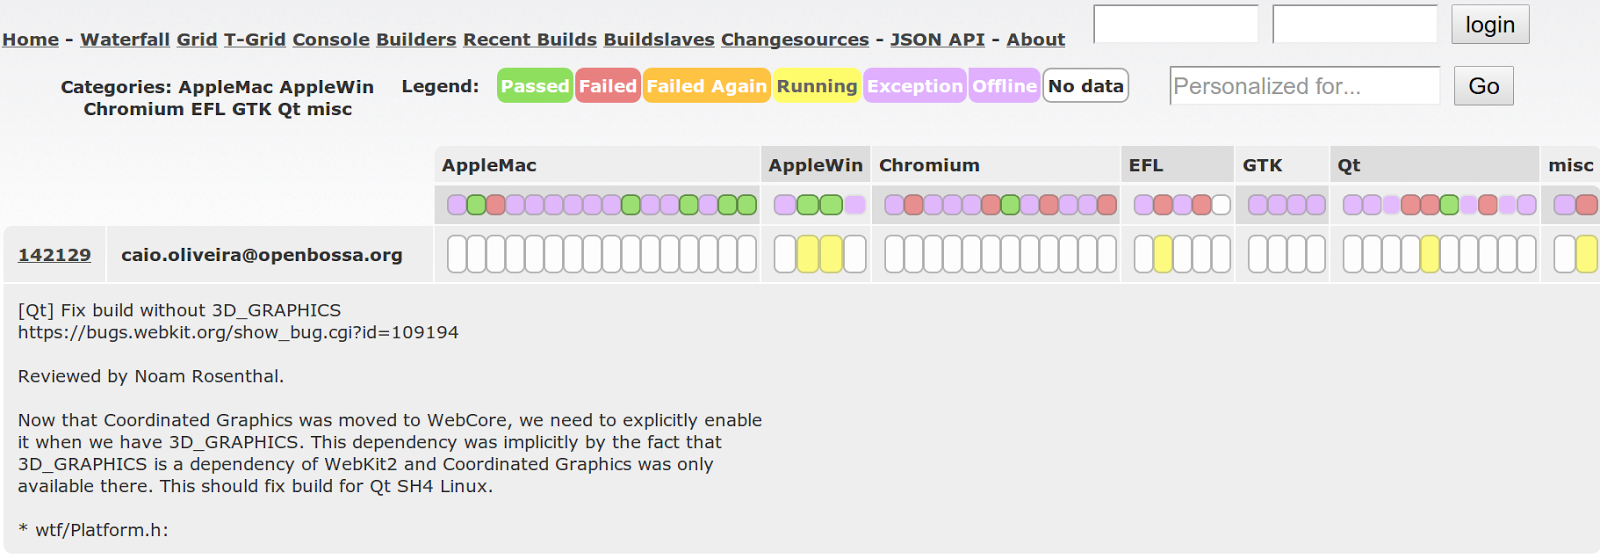 Home - Waterfall Grid T-Grid Console Builders Recent Builds Buildslaves Changesources - JSON API - About login
Categories: AppleMac AppleWin
Chromium EFL GTK Qt misc
Legend: Passed Failed Failed Again Running Exception Offline No data
Personalized for... Go
AppleMac AppleWin Chromium EFL GTK Qt misc
142129 caio.oliveira@openbossa.org
[Qt] Fix build without 3D_GRAPHICS
https://bugs.webkit.org/show_bug.cgi?id=109194
Reviewed by Noam Rosenthal.
Now that Coordinated Graphics was moved to WebCore, we need to explicitly enable
it when we have 3D_GRAPHICS. This dependency was implicitly by the fact that
3D_GRAPHICS is a dependency of WebKit2 and Coordinated Graphics was only
available there. This should fix build for Qt SH4 Linux.
* wtf/Platform.h: